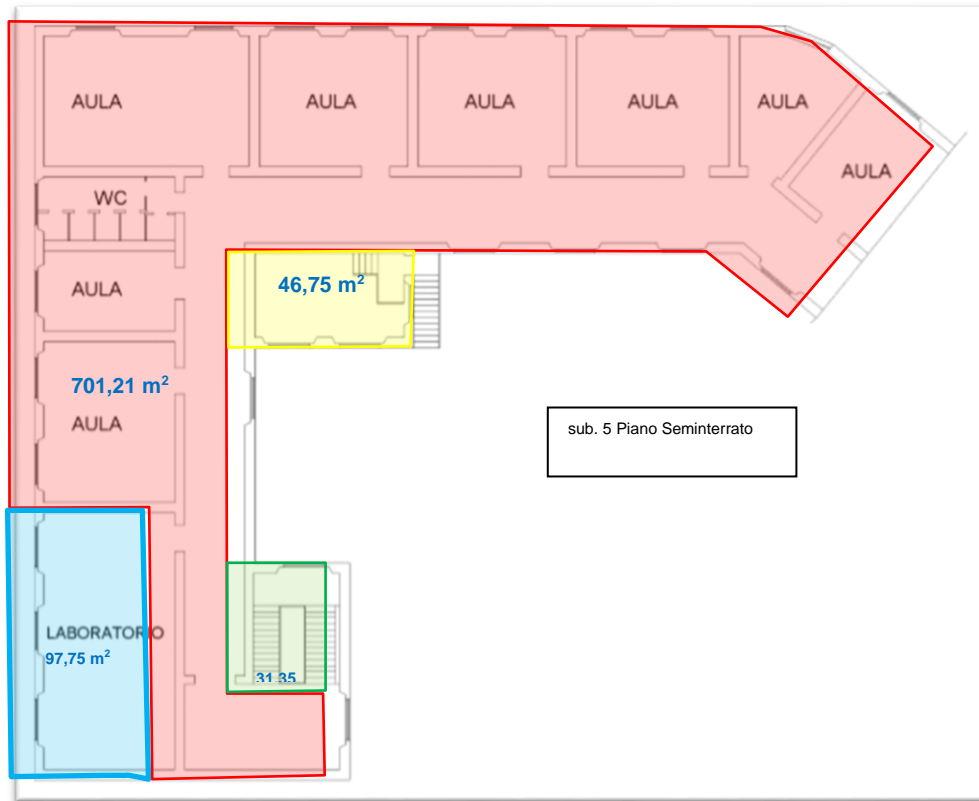 AULA AULA AULA AULA AULA
AULA
WC
46,75 m²
AULA
701,21 m²
AULA
sub. 5 Piano Seminterrato
LABORATORIO
97,75 m²
31,35